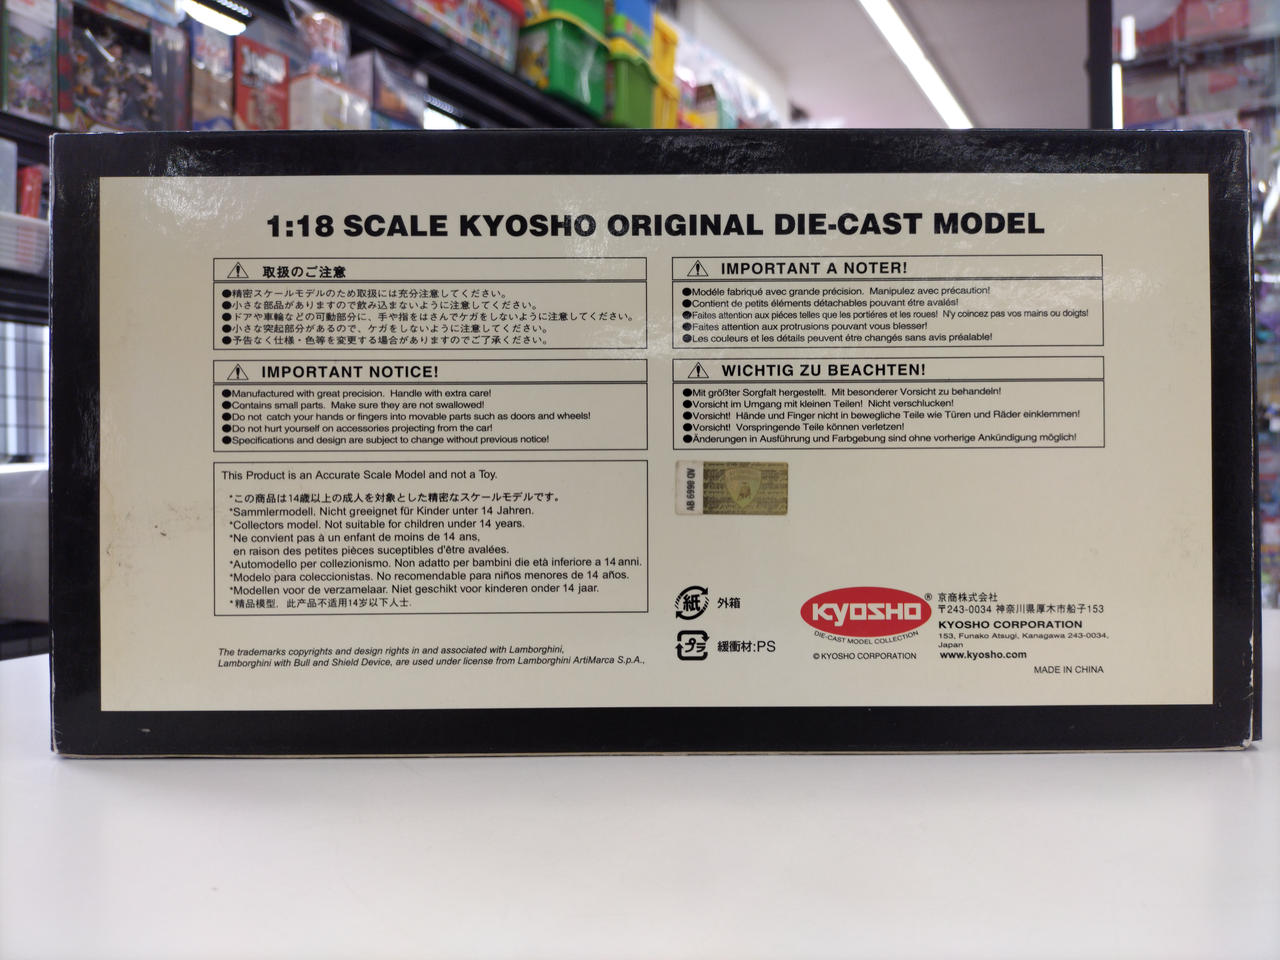 1:18 SCALE KYOSHO ORIGINAL DIE-CAST MODEL
取扱のご注意
●精密スケールモデルのため取扱には充分注意してください。
●小さな部品がありますので飲み込まないように注意してください。
●ドアや車輪などの可動部分に、手や指をはさんでケガをしないように注意してください。
●小さな突起部分があるので、ケガをしないように注意してください。
●予告なく仕様・色等を変更する場合がありますのでご了承ください。
IMPORTANT NOTICE!
●Manufactured with great precision. Handle with extra care!
●Contains small parts. Make sure they are not swallowed!
●Do not catch your hands or fingers into movable parts such as doors and wheels!
●Do not hurt yourself on accessories projecting from the car!
●Specifications and design are subject to change without previous notice!
IMPORTANT A NOTER!
●Modéle fabriqué avec grande précision. Manipulez avec précaution!
●Contient de petits éléments détachables pouvant être avalés!
●Faites attention aux piéces telles que les portiéres et les roues! N'y coincez pas vos mains ou doigts!
●Faites attention aux protrusions pouvant vous blesser!
●Les couleurs et les détails peuvent étre changés sans avis préalable!
WICHTIG ZU BEACHTEN!
●Mit größter Sorgfalt hergestellt. Mit besonderer Vorsicht zu behandeln!
●Vorsicht im Umgang mit kleinen Teilen! Nicht verschlucken!
●Vorsicht! Hände und Finger nicht in bewegliche Teile wie Türen und Räder einklemmen!
●Vorsicht! Vorspringende Teile können verletzen!
●Änderungen in Ausführung und Farbgebung sind ohne vorherige Ankündigung möglich!
This Product is an Accurate Scale Model and not a Toy.
*この商品は14歳以上の成人を対象とした精密なスケールモデルです。
*Sammlermodell. Nicht greeignet für Kinder unter 14 Jahren.
*Collectors model. Not suitable for children under 14 years.
*Ne convient pas à un enfant de moins de 14 ans,
en raison des petites pièces suceptibles d'être avalées.
*Automodello per collezionismo. Non adatto per bambini die età inferiore a 14 anni.
*Modelo para coleccionistas. No recomendable para niños menores de 14 años.
*Modellen voor de verzamelaar. Niet geschikt voor kinderen onder 14 jaar.
*精品模型，此产品不适用14岁以下人士.
The trademarks copyrights and design rights in and associated with Lamborghini,
Lamborghini with Bull and Shield Device, are used under license from Lamborghini ArtiMarca S.p.A.,
AB 6998 QV
紙 外箱
プラ 緩衝材:PS
KYOSHO ®
DIE-CAST MODEL COLLECTION
© KYOSHO CORPORATION
京商株式会社
〒243-0034 神奈川県厚木市船子153
KYOSHO CORPORATION
153, Funako Atsugi, Kanagawa 243-0034,
Japan
www.kyosho.com
MADE IN CHINA